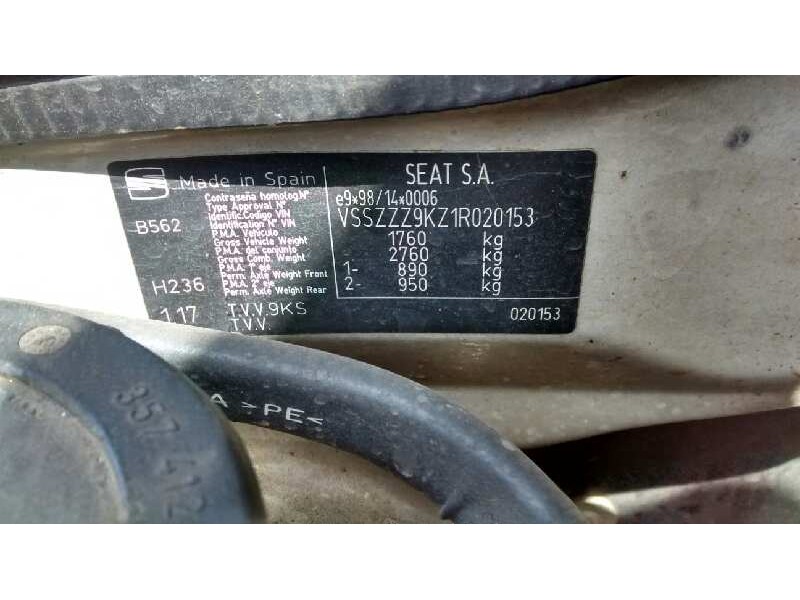 Made in Spain
SEAT S.A.
Contraseña homolog.Nº
Type Approval Nº
e9*98/14*0006
B562
Identific.Codigo VIN
Identification Nº VIN
VSSZZZ9KZ1R020153
P.M.A. Vehiculo
Gross Vehicle Weight
1760 kg
P.M.A. del conjunto
Gross Comb. Weight
2760 kg
H236
P.M.A. 1º eje
Perm. Axle Weight Front
1- 890 kg
P.M.A. 2º eje
Perm. Axle Weight Rear
2- 950 kg
1.17
T.V.V.9KS
T.V.V.
020153
A >PE<
357 412